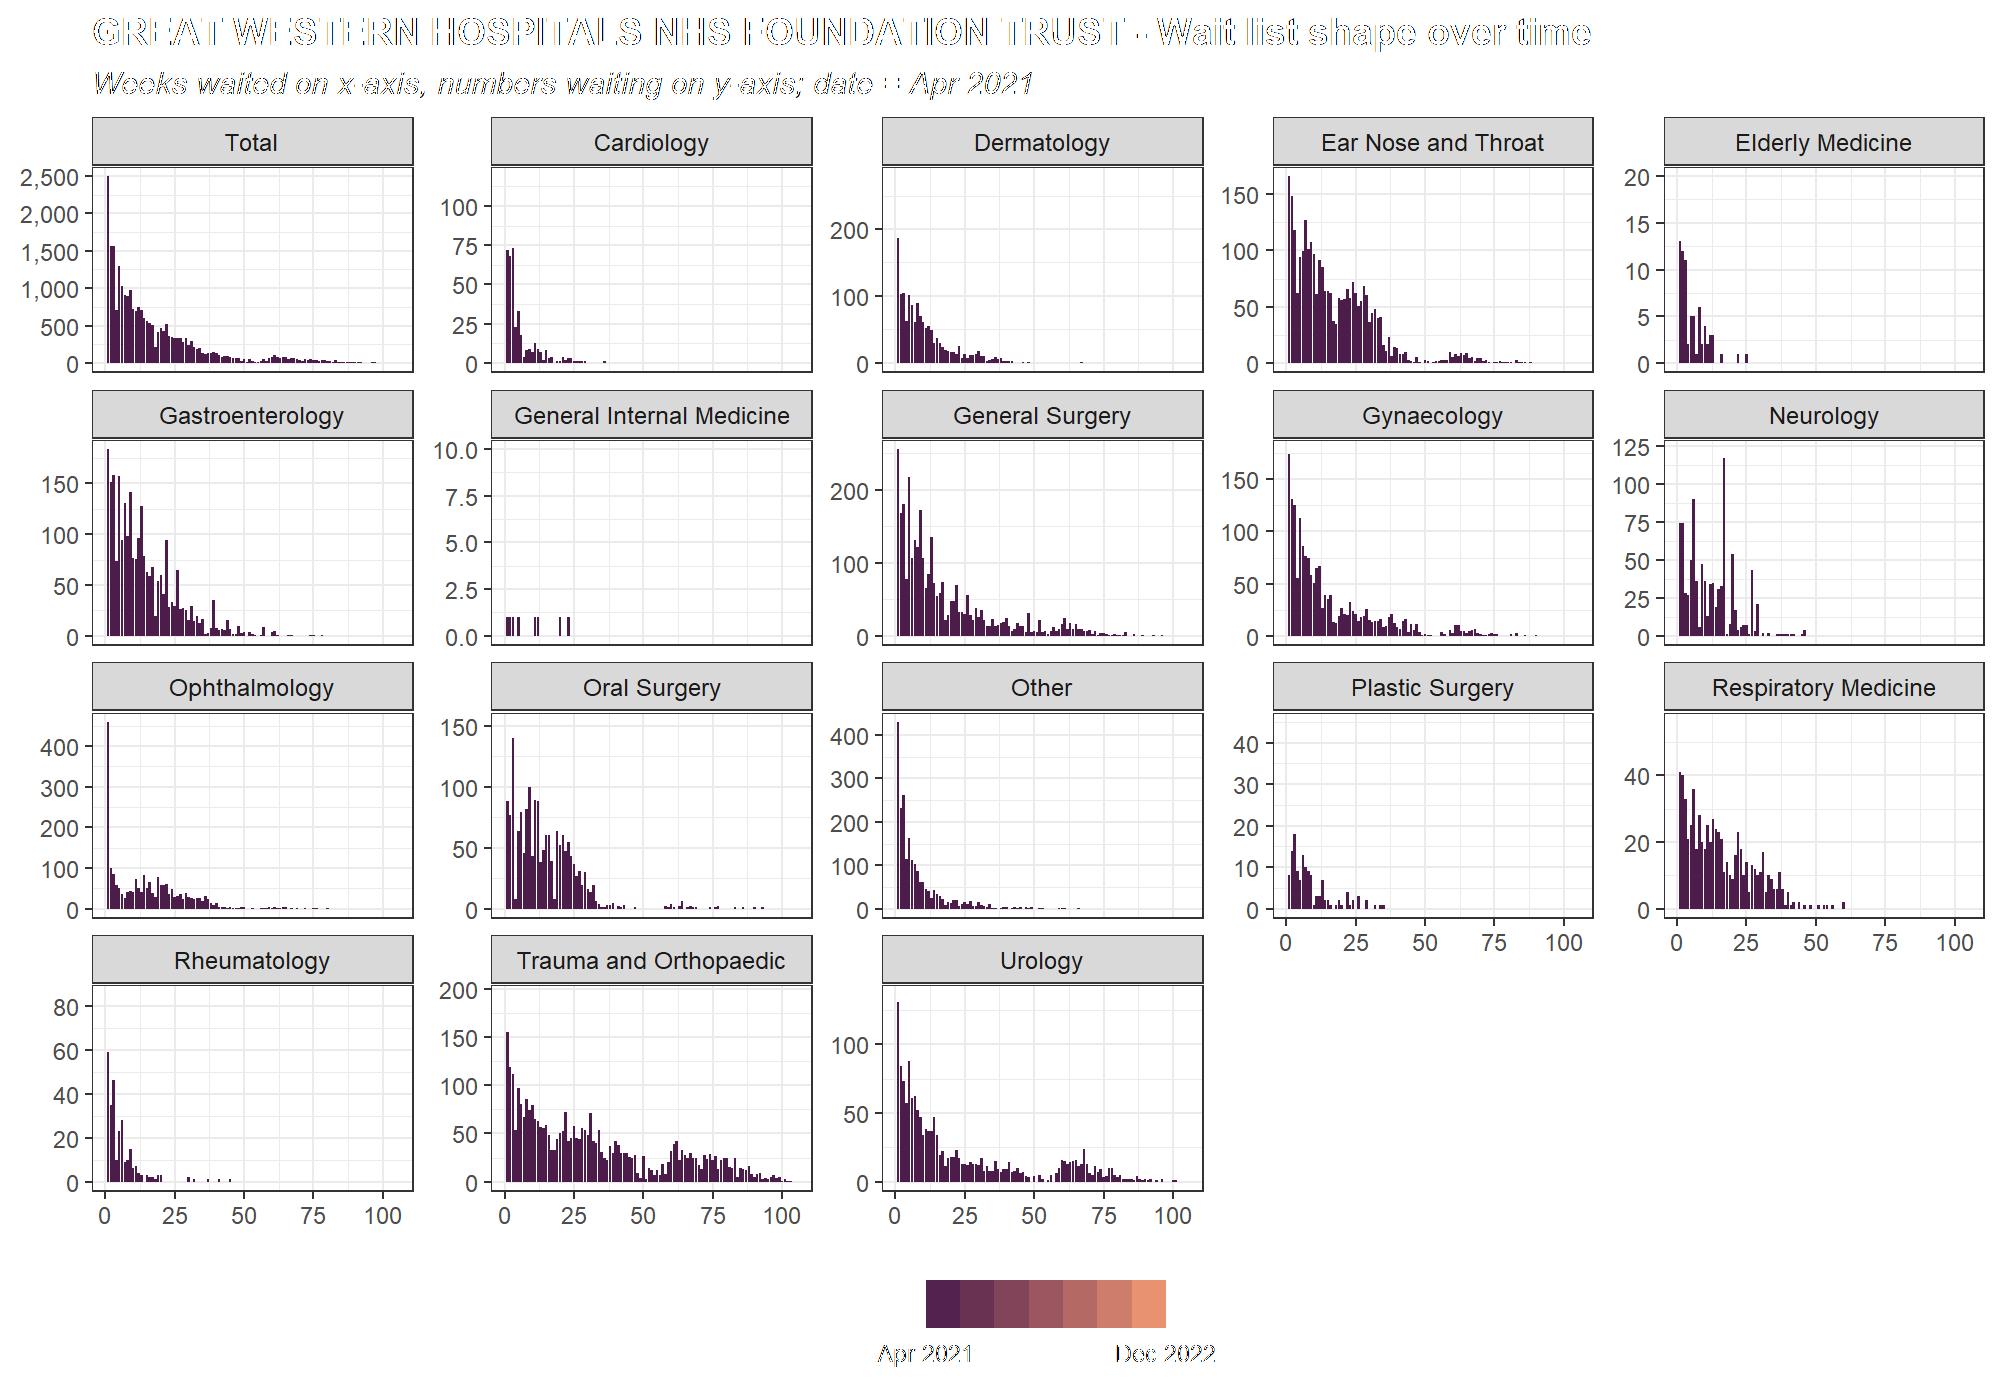 GREAT WESTERN HOSPITALS NHS FOUNDATION TRUST - Wait list shape over time
Weeks waited on x-axis, numbers waiting on y-axis; date = Apr 2021
Total
Cardiology
Dermatology
Ear Nose and Throat
Elderly Medicine
2,500
2,000
1,500
1,000
500
0
100
75
50
25
0
200
100
0
150
100
50
0
20
15
10
5
0
Gastroenterology
General Internal Medicine
General Surgery
Gynaecology
Neurology
150
100
50
0
10.0
7.5
5.0
2.5
0.0
200
100
0
150
100
50
0
125
100
75
50
25
0
Ophthalmology
Oral Surgery
Other
Plastic Surgery
Respiratory Medicine
400
300
200
100
0
150
100
50
0
400
300
200
100
0
40
30
20
10
0
40
20
0
0 25 50 75 100
0 25 50 75 100
Rheumatology
Trauma and Orthopaedic
Urology
80
60
40
20
0
200
150
100
50
0
100
50
0
0 25 50 75 100
0 25 50 75 100
0 25 50 75 100
Apr 2021
Dec 2022